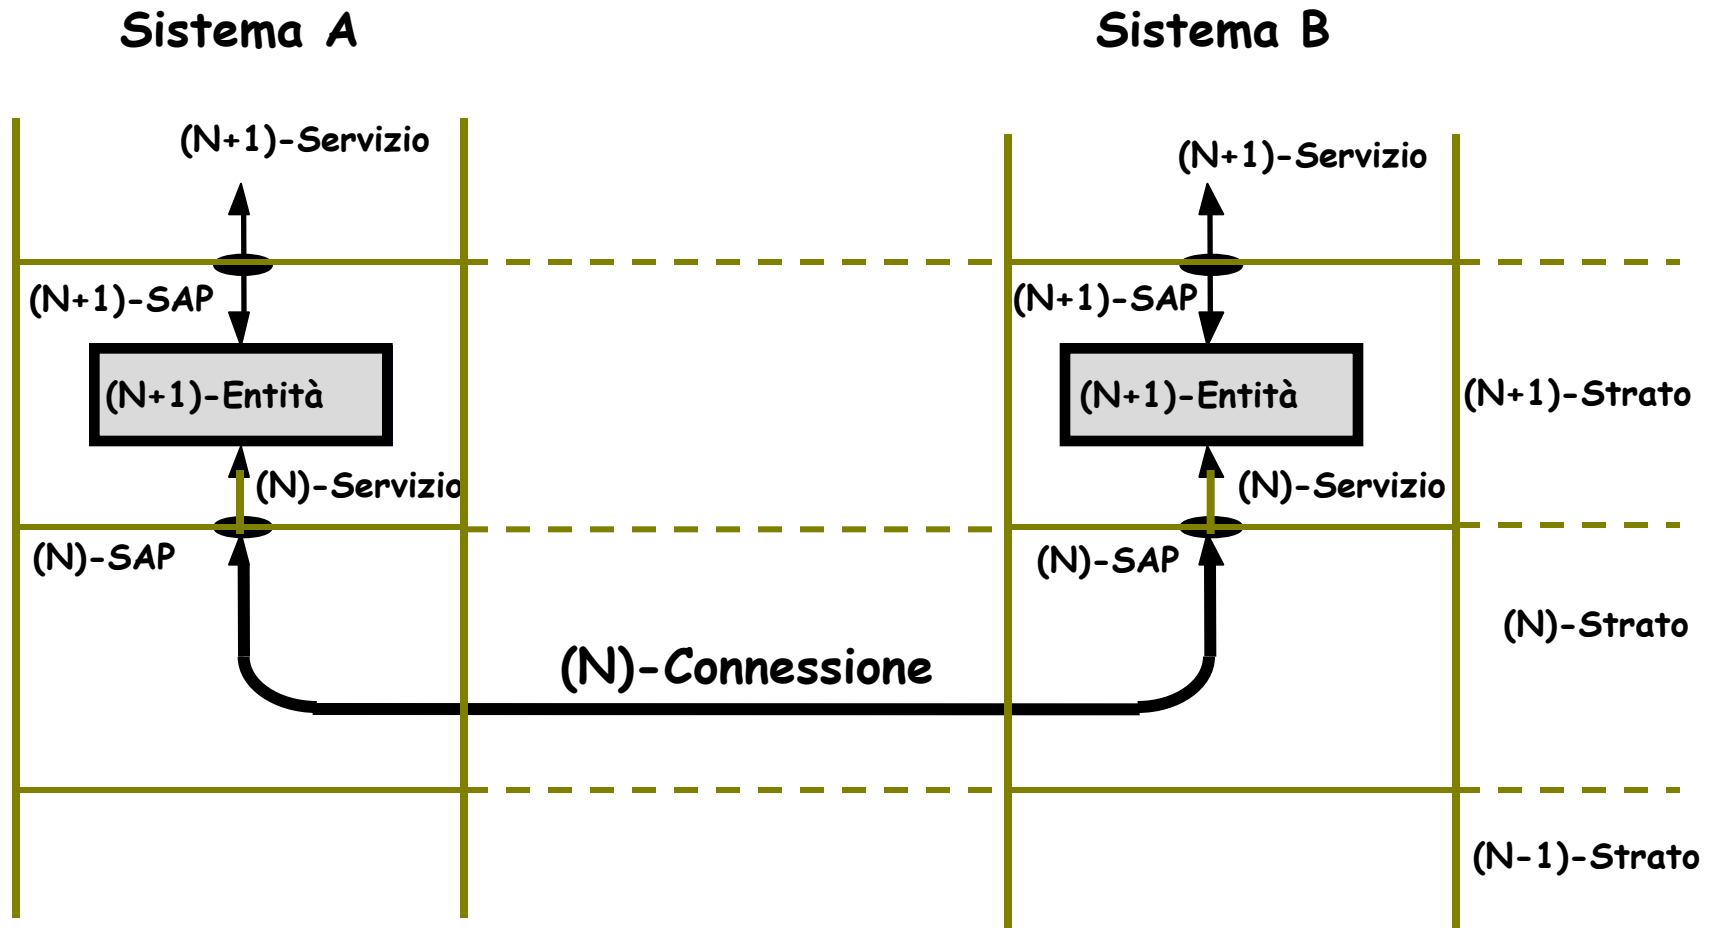 Sistema A
Sistema B
(N+1)-Servizio
(N+1)-Servizio
(N+1)-SAP
(N+1)-SAP
(N+1)-Entità
(N+1)-Entità
(N+1)-Strato
(N)-Servizio
(N)-Servizio
(N)-SAP
(N)-SAP
(N)-Strato
(N)-Connessione
(N-1)-Strato